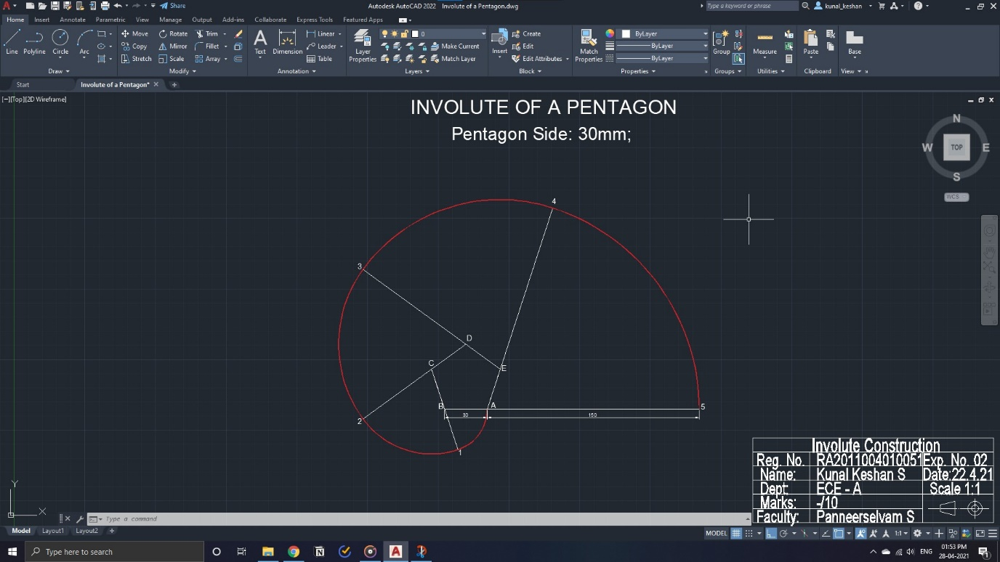 Share
Autodesk AutoCAD 2022 Involute of a Pentagon.dwg
Type a keyword or phrase
kunal_keshan
Home Insert Annotate Parametric View Manage Output Add-ins Collaborate Express Tools Featured Apps
Line Polyline Circle Arc
Move Rotate Trim
Copy Mirror Fillet
Stretch Scale Array
Text Dimension
Linear
Leader
Table
Layer Properties
0
Make Current
Match Layer
Insert
Create
Edit
Edit Attributes
Match Properties
ByLayer
ByLayer
ByLayer
Group
Measure
Paste
Base
Draw Modify Annotation Layers Block Properties Groups Utilities Clipboard View
Start Involute of a Pentagon*
[−][Top][2D Wireframe]
INVOLUTE OF A PENTAGON
Pentagon Side: 30mm;
N
W TOP E
S
WCS
4
3
D
C
E
B A 5
30 150
2
1
Involute Construction
Reg. No. RA2011004010051 Exp. No. 02
Name: Kunal Keshan S Date:22.4.21
Dept: ECE - A Scale 1:1
Marks: -/10
Faculty: Panneerselvam S
Y
X
Type a command
Model Layout1 Layout2
MODEL 1:1
Type here to search
ENG
01:53 PM
28-04-2021
1